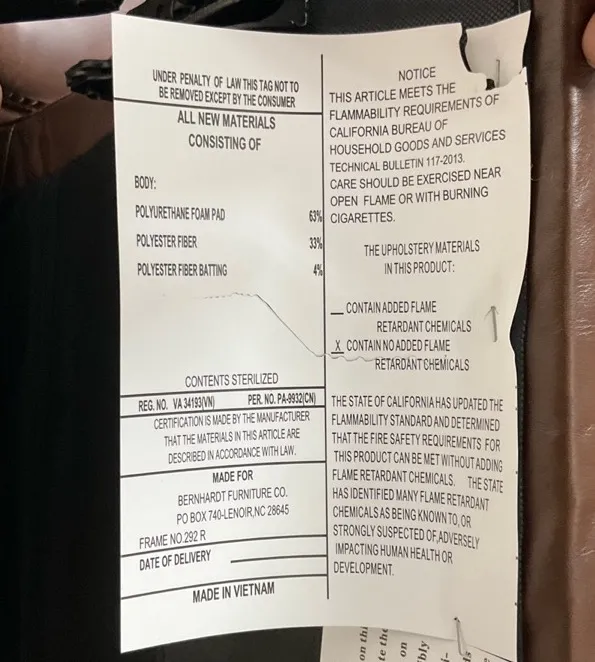 UNDER PENALTY OF LAW THIS TAG NOT TO
BE REMOVED EXCEPT BY THE CONSUMER
ALL NEW MATERIALS
CONSISTING OF
BODY:
POLYURETHANE FOAM PAD 63%
POLYESTER FIBER 33%
POLYESTER FIBER BATTING 4%
CONTENTS STERILIZED
REG. NO. VA 34193(VN) PER. NO. PA-9932(CN)
CERTIFICATION IS MADE BY THE MANUFACTURER
THAT THE MATERIALS IN THIS ARTICLE ARE
DESCRIBED IN ACCORDANCE WITH LAW.
MADE FOR
BERNHARDT FURNITURE CO.
PO BOX 740-LENOIR,NC 28645
FRAME NO.292 R
DATE OF DELIVERY
MADE IN VIETNAM
NOTICE
THIS ARTICLE MEETS THE
FLAMMABILITY REQUIREMENTS OF
CALIFORNIA BUREAU OF
HOUSEHOLD GOODS AND SERVICES
TECHNICAL BULLETIN 117-2013.
CARE SHOULD BE EXERCISED NEAR
OPEN FLAME OR WITH BURNING
CIGARETTES.
THE UPHOLSTERY MATERIALS
IN THIS PRODUCT:
__ CONTAIN ADDED FLAME
RETARDANT CHEMICALS
X CONTAIN NO ADDED FLAME
RETARDANT CHEMICALS
THE STATE OF CALIFORNIA HAS UPDATED THE
FLAMMABILITY STANDARD AND DETERMINED
THAT THE FIRE SAFETY REQUIREMENTS FOR
THIS PRODUCT CAN BE MET WITHOUT ADDING
FLAME RETARDANT CHEMICALS. THE STATE
HAS IDENTIFIED MANY FLAME RETARDANT
CHEMICALS AS BEING KNOWN TO, OR
STRONGLY SUSPECTED OF,ADVERSELY
IMPACTING HUMAN HEALTH OR
DEVELOPMENT.